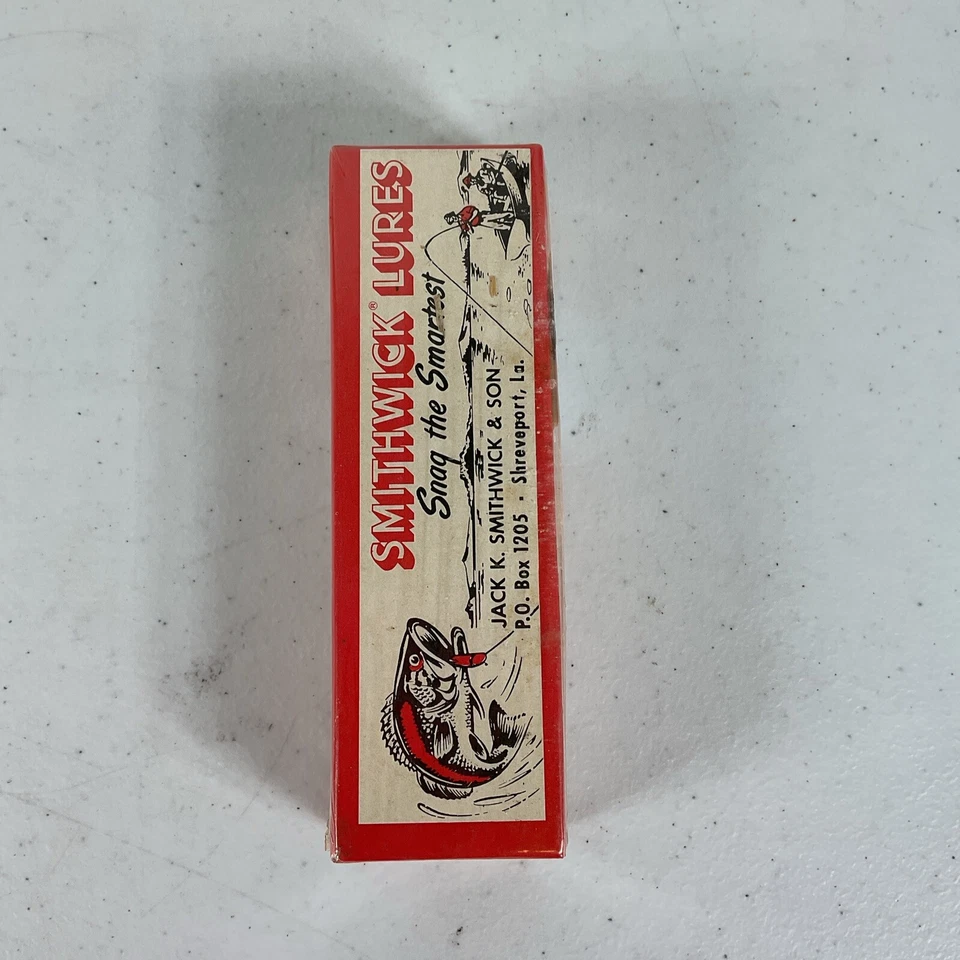 SMITHWICK® LURES
Snag the Smartest
JACK K. SMITHWICK & SON
P.O. Box 1205 • Shreveport, La.